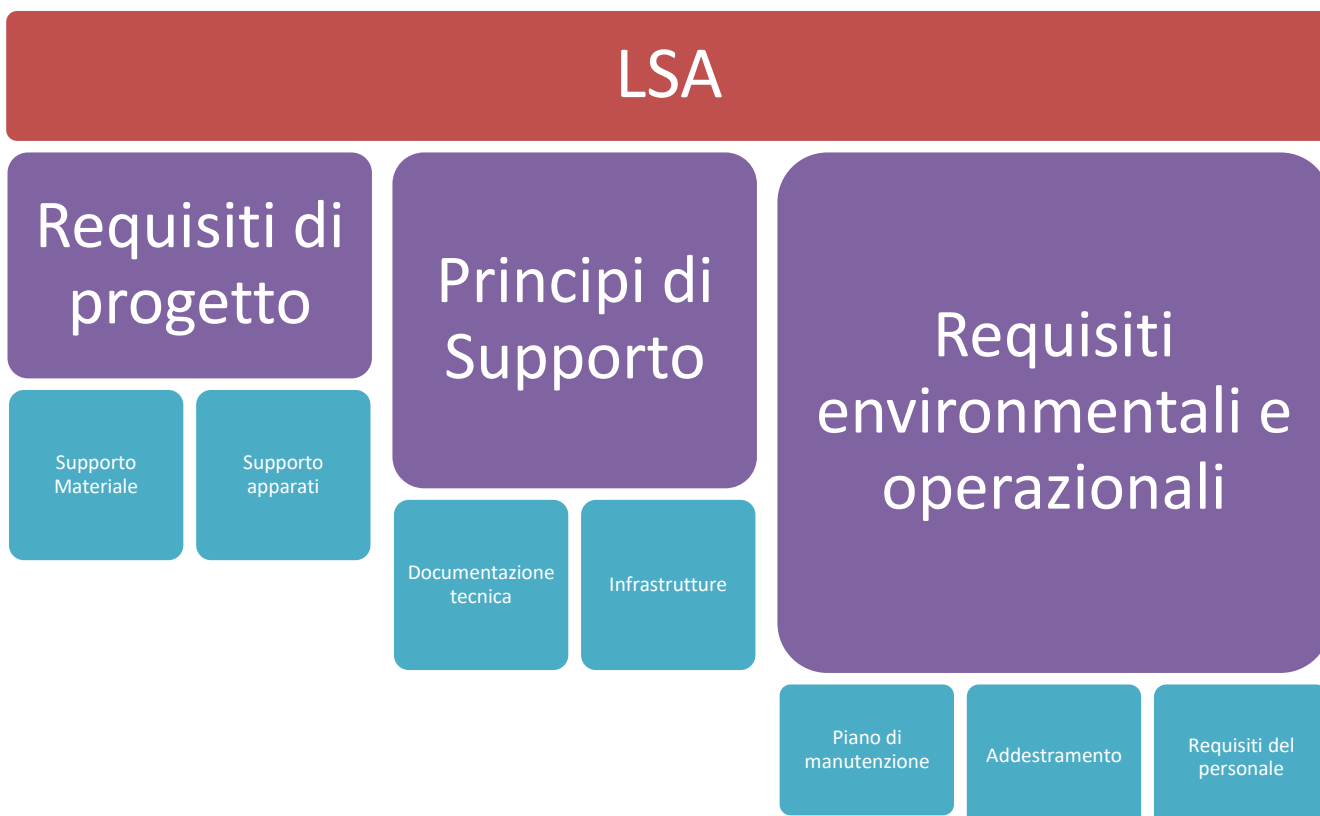 LSA
Requisiti di
progetto
Principi di
Supporto
Requisiti
environmentali e
operazionali
Supporto
Materiale
Supporto
apparati
Documentazione
tecnica
Infrastrutture
Piano di
manutenzione
Addestramento
Requisiti del
personale